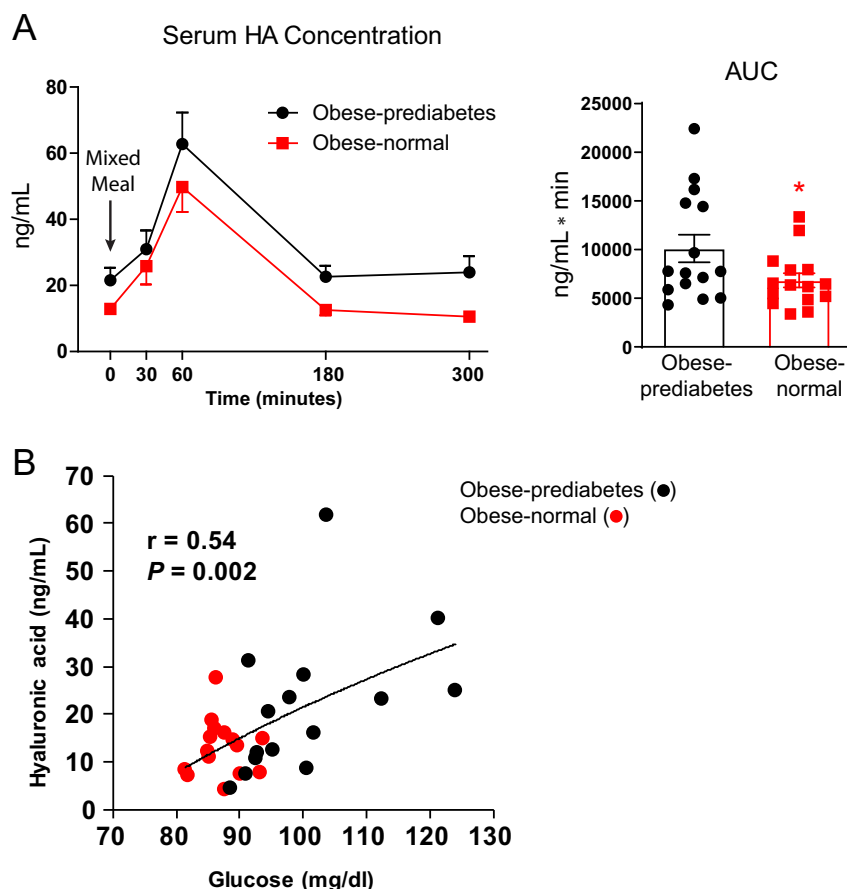 A
Serum HA Concentration
80
60
40
20
0
ng/mL
Mixed
Meal
Obese-prediabetes
Obese-normal
0 30 60 180 300
Time (minutes)
AUC
25000
20000
15000
10000
5000
0
ng/mL * min
*
Obese-
prediabetes
Obese-
normal
B
70
60
50
40
30
20
10
0
Hyaluronic acid (ng/mL)
r = 0.54
P = 0.002
Obese-prediabetes (●)
Obese-normal (●)
70 80 90 100 110 120 130
Glucose (mg/dl)